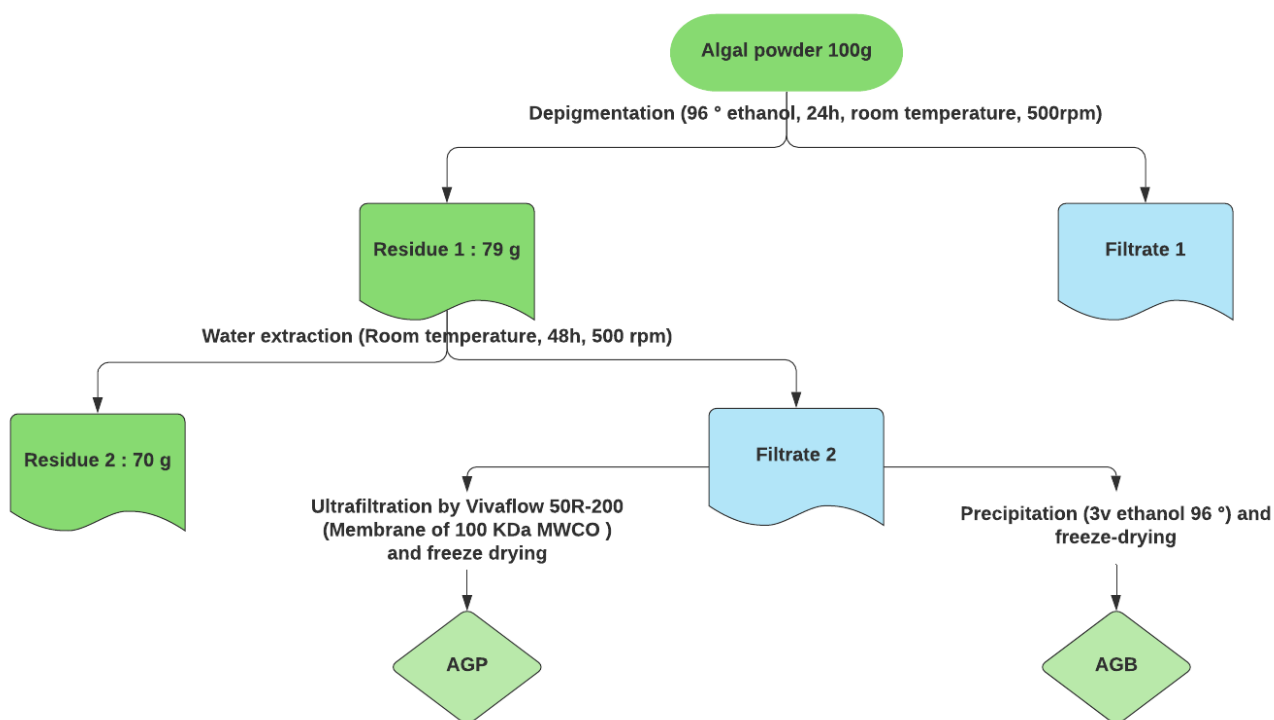 Algal powder 100g
Depigmentation (96 ° ethanol, 24h, room temperature, 500rpm)
Residue 1 : 79 g
Filtrate 1
Water extraction (Room temperature, 48h, 500 rpm)
Residue 2 : 70 g
Filtrate 2
Ultrafiltration by Vivaflow 50R-200
(Membrane of 100 KDa MWCO )
and freeze drying
Precipitation (3v ethanol 96 °) and
freeze-drying
AGP
AGB